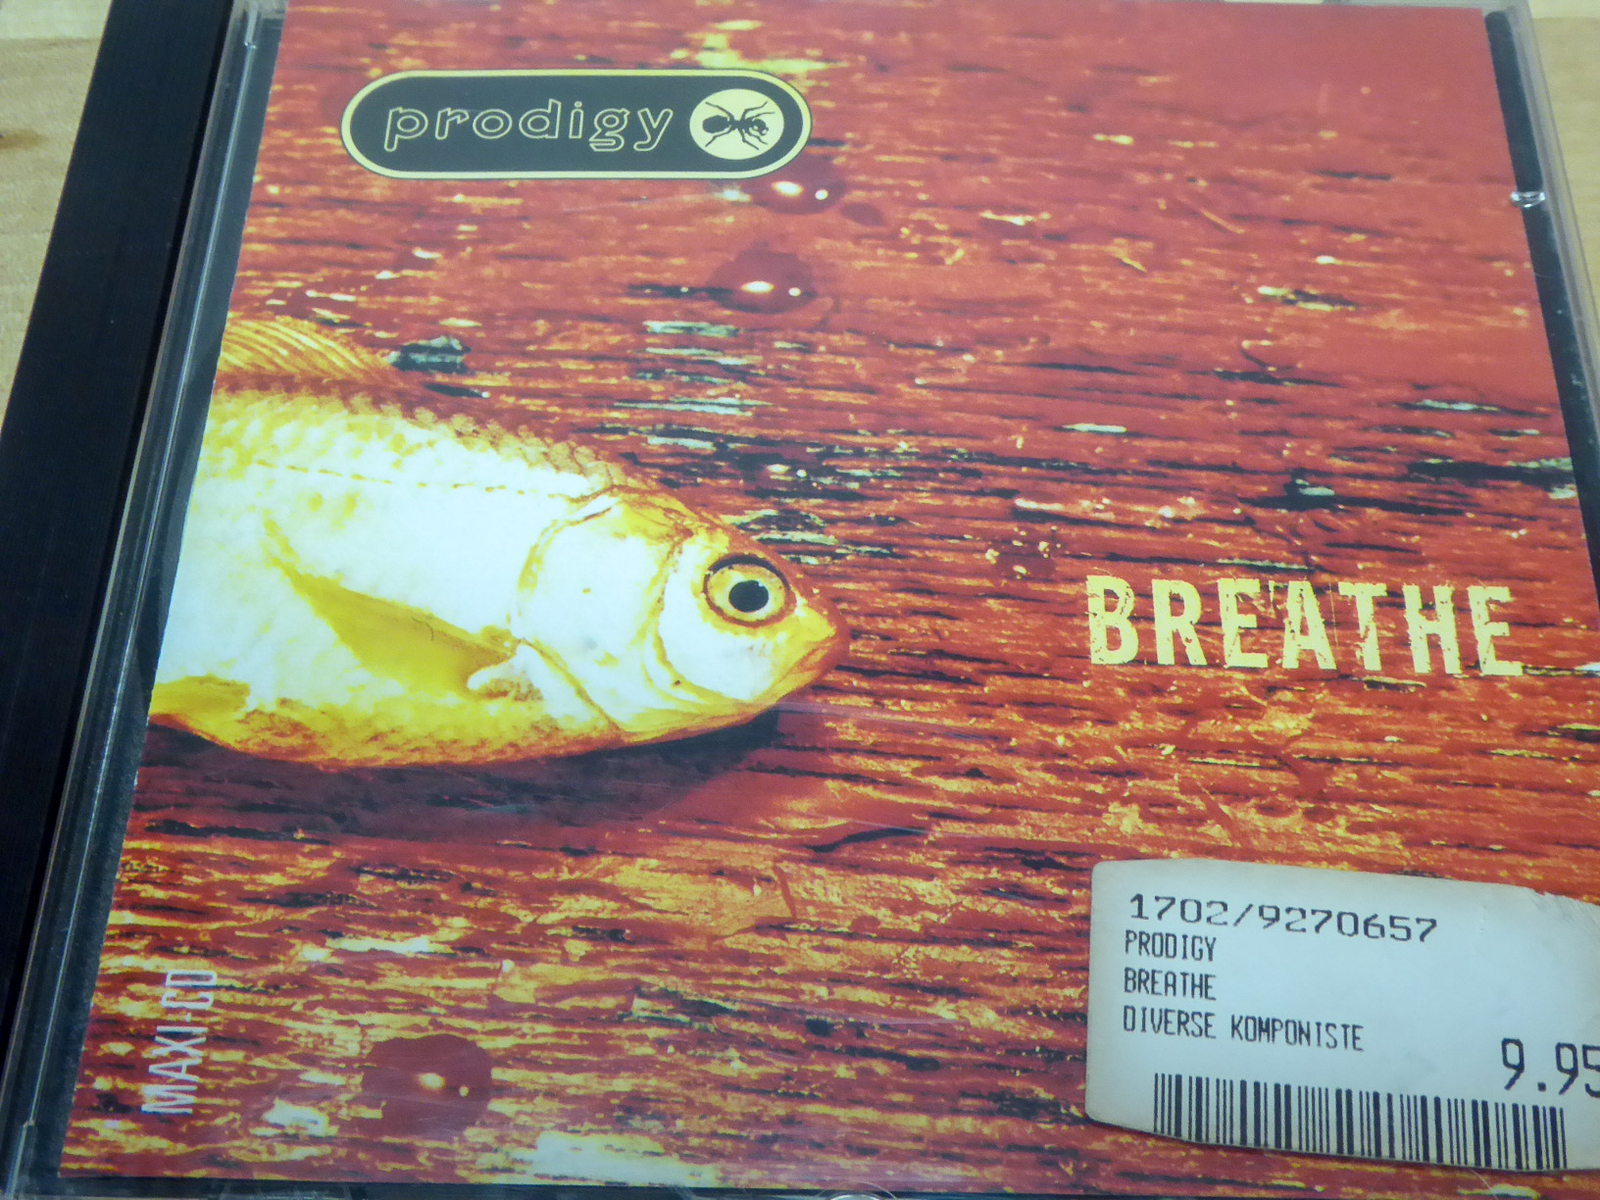 prodigy
BREATHE
MAXI-CD
1702/9270657
PRODIGY
BREATHE
DIVERSE KOMPONISTE
9.95